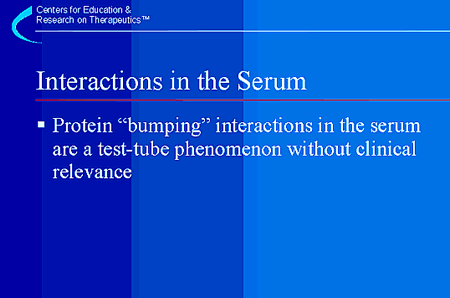 Centers for Education &
Research on Therapeutics™
Interactions in the Serum
Protein “bumping” interactions in the serum
are a test-tube phenomenon without clinical
relevance